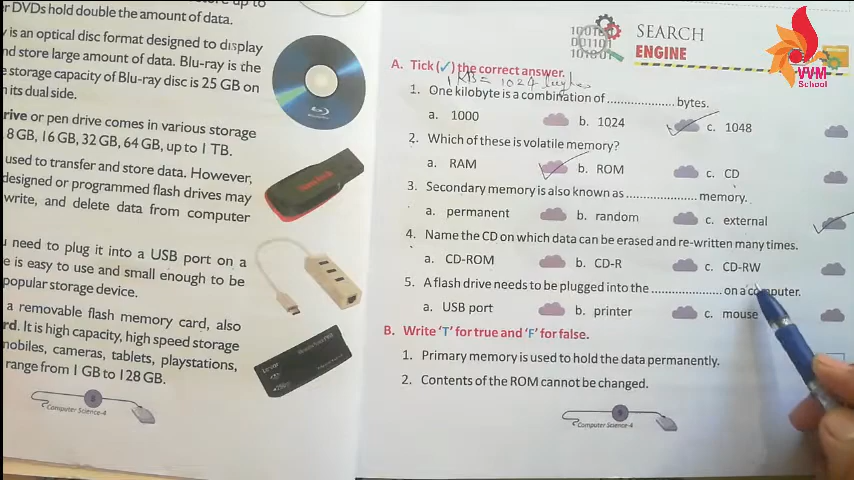 r DVDs hold double the amount of data.
y is an optical disc format designed to display
nd store large amount of data. Blu-ray is the
e storage capacity of Blu-ray disc is 25 GB on
n its dual side.
rive or pen drive comes in various storage
8 GB, 16 GB, 32 GB, 64 GB, up to 1 TB.
used to transfer and store data. However,
designed or programmed flash drives may
write, and delete data from computer
u need to plug it into a USB port on a
e is easy to use and small enough to be
popular storage device.
a removable flash memory card, also
rd. It is high capacity, high speed storage
nobiles, cameras, tablets, playstations,
range from 1 GB to 128 GB.
Computer Science-4
SEARCH
ENGINE
VVM
School
A. Tick (✓) the correct answer.
1 KB = 1024 bytes
1. One kilobyte is a combination of .................... bytes.
a. 1000 b. 1024 c. 1048
2. Which of these is volatile memory?
a. RAM b. ROM c. CD
3. Secondary memory is also known as .................... memory.
a. permanent b. random c. external
4. Name the CD on which data can be erased and re-written many times.
a. CD-ROM b. CD-R c. CD-RW
5. A flash drive needs to be plugged into the .................... on a computer.
a. USB port b. printer c. mouse
B. Write 'T' for true and 'F' for false.
1. Primary memory is used to hold the data permanently.
2. Contents of the ROM cannot be changed.
9
Computer Science-4